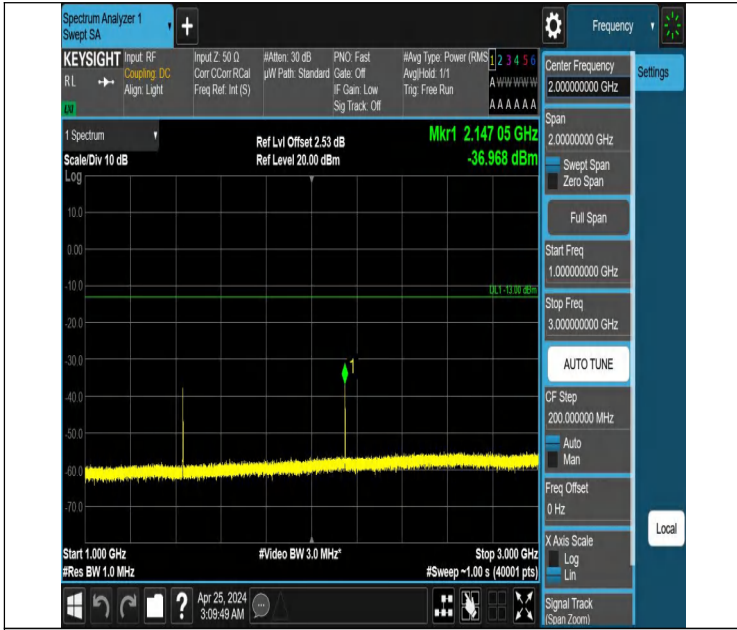 Spectrum Analyzer 1
Swept SA
+
Frequency
KEYSIGHT
RL
Input: RF
Coupling: DC
Align: Light
Input Z: 50 Ω
Corr CCorr RCal
Freq Ref: Int (S)
#Atten: 30 dB
µW Path: Standard
PNO: Fast
Gate: Off
IF Gain: Low
Sig Track: Off
#Avg Type: Power (RMS
Avg|Hold: 1/1
Trig: Free Run
1 2 3 4 5 6
A W W W W W
A A A A A A
Center Frequency
2.000000000 GHz
Settings
1 Spectrum
Scale/Div 10 dB
Ref Lvl Offset 2.53 dB
Ref Level 20.00 dBm
Mkr1 2.147 05 GHz
-36.968 dBm
Log
10.0
0.00
-10.0
-20.0
-30.0
-40.0
-50.0
-60.0
-70.0
DL1 -13.00 dBm
1
Start 1.000 GHz
#Res BW 1.0 MHz
#Video BW 3.0 MHz*
Stop 3.000 GHz
#Sweep ~1.00 s (40001 pts)
Span
2.00000000 GHz
Swept Span
Zero Span
Full Span
Start Freq
1.000000000 GHz
Stop Freq
3.000000000 GHz
AUTO TUNE
CF Step
200.000000 MHz
Auto
Man
Freq Offset
0 Hz
X Axis Scale
Log
Lin
Signal Track
(Span Zoom)
Local
?
Apr 25, 2024
3:09:49 AM